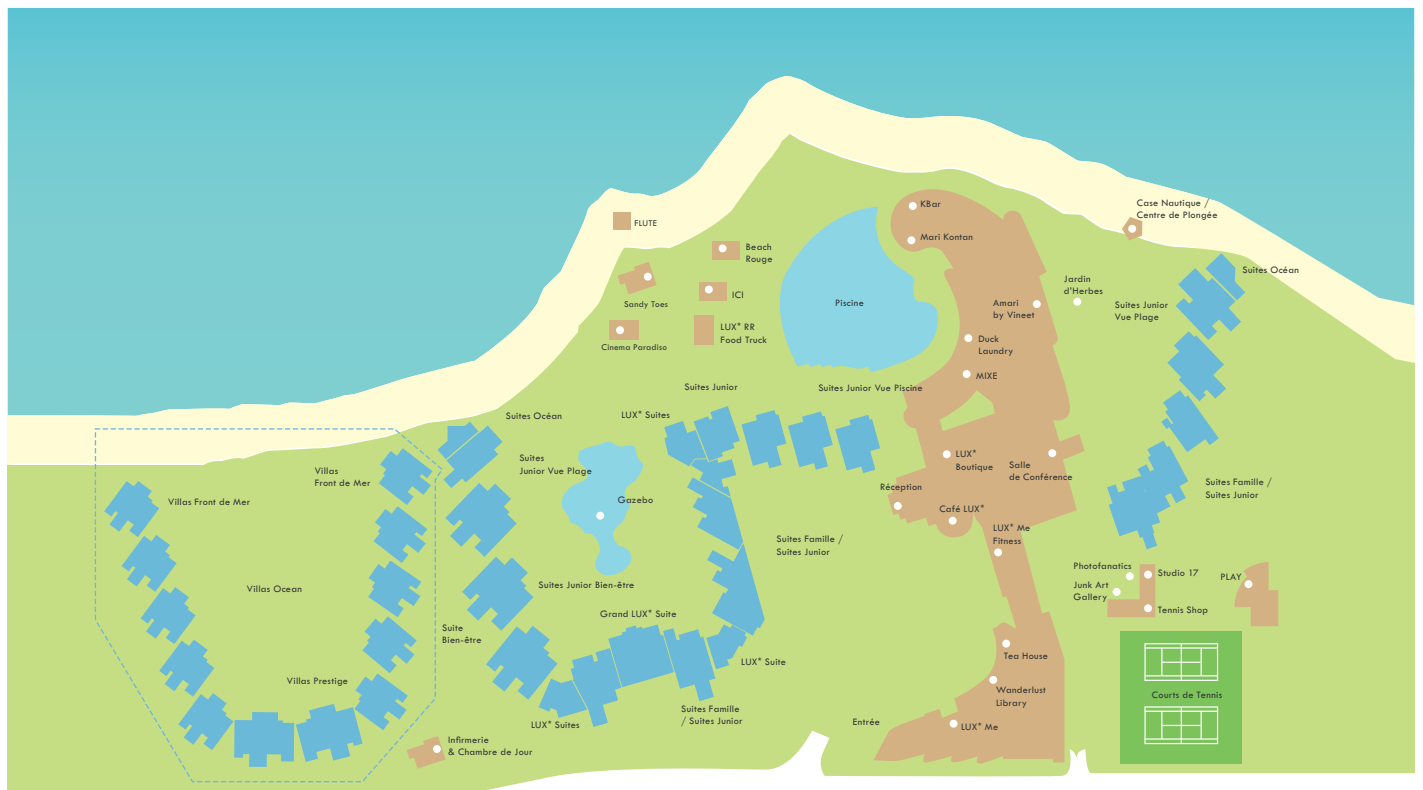 Case Nautique /
Centre de Plongée
KBar
FLUTE
Mari Kontan
Beach
Rouge
Suites Océan
Jardin
d'Herbes
ICI
Sandy Toes
Piscine
Amari
by Vineet
Suites Junior
Vue Plage
LUX* RR
Food Truck
Cinema Paradiso
Duck
Laundry
MIXE
Suites Junior
Suites Junior Vue Piscine
Suites Océan
LUX* Suites
Suites
Junior Vue Plage
LUX*
Boutique
Salle
de Conférence
Villas
Front de Mer
Villas Front de Mer
Gazebo
Réception
Café LUX*
Suites Famille /
Suites Junior
LUX* Me
Fitness
Suites Famille /
Suites Junior
Photofanatics
Studio 17
PLAY
Junk Art
Gallery
Tennis Shop
Villas Ocean
Suites Junior Bien-être
Grand LUX* Suite
Suite
Bien-être
LUX* Suite
Tea House
Villas Prestige
Wanderlust
Library
Courts de Tennis
Suites Famille
/ Suites Junior
LUX* Suites
Entrée
LUX* Me
Infirmerie
& Chambre de Jour